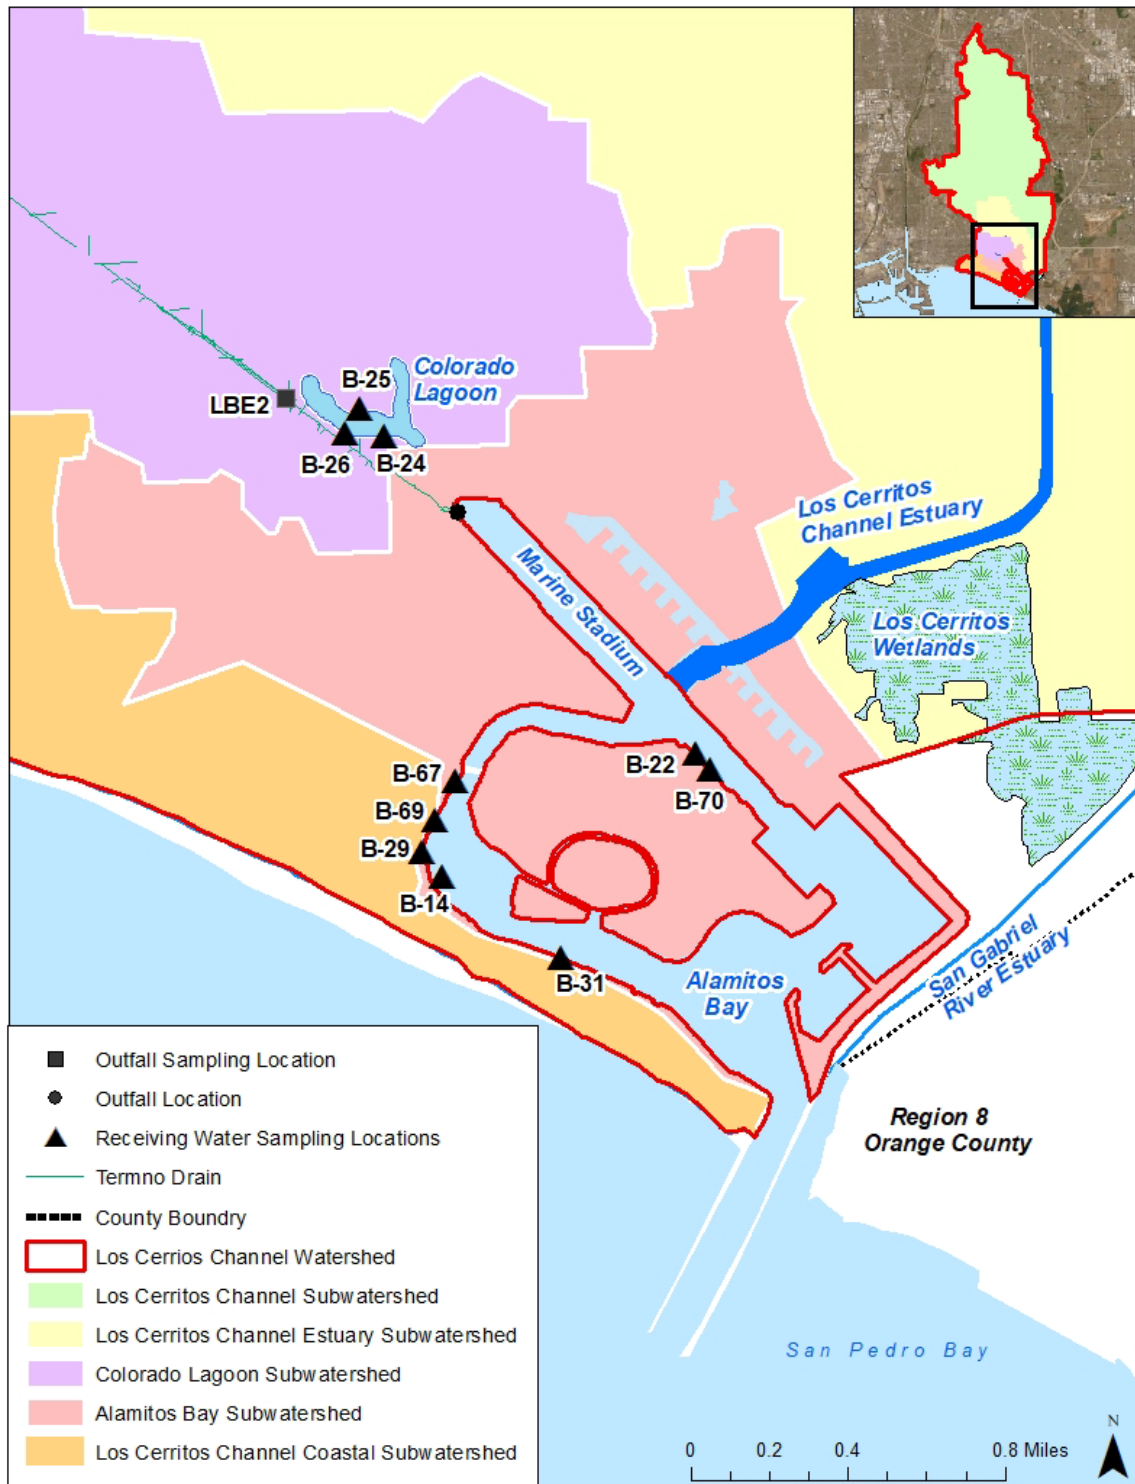 Colorado
Lagoon
B-25
LBE2
B-26
B-24
Los Cerritos
Channel Estuary
Marine Stadium
Los Cerritos
Wetlands
B-67
B-22
B-70
B-69
B-29
B-14
B-31
Alamitos
Bay
San Gabriel
River Estuary
Region 8
Orange County
San Pedro Bay
Outfall Sampling Location
Outfall Location
Receiving Water Sampling Locations
Termno Drain
County Boundry
Los Cerrios Channel Watershed
Los Cerritos Channel Subwatershed
Los Cerritos Channel Estuary Subwatershed
Colorado Lagoon Subwatershed
Alamitos Bay Subwatershed
Los Cerritos Channel Coastal Subwatershed
N
0 0.2 0.4 0.8 Miles